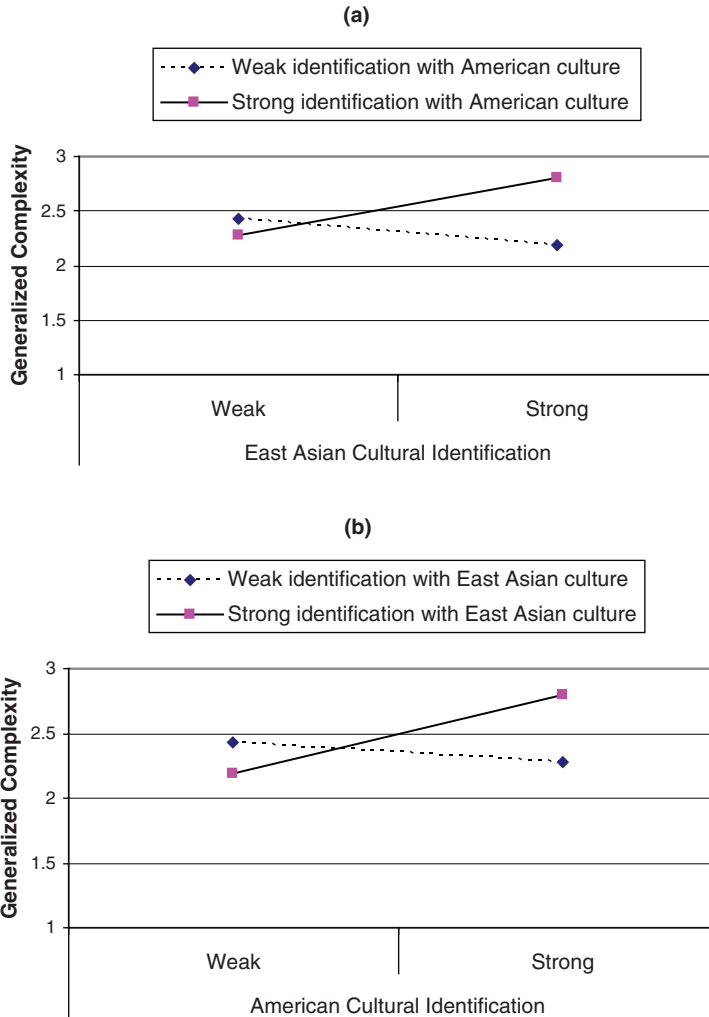 (a)
Weak identification with American culture
Strong identification with American culture
Generalized Complexity
3
2.5
2
1.5
1
Weak Strong
East Asian Cultural Identification
(b)
Weak identification with East Asian culture
Strong identification with East Asian culture
Generalized Complexity
3
2.5
2
1.5
1
Weak Strong
American Cultural Identification